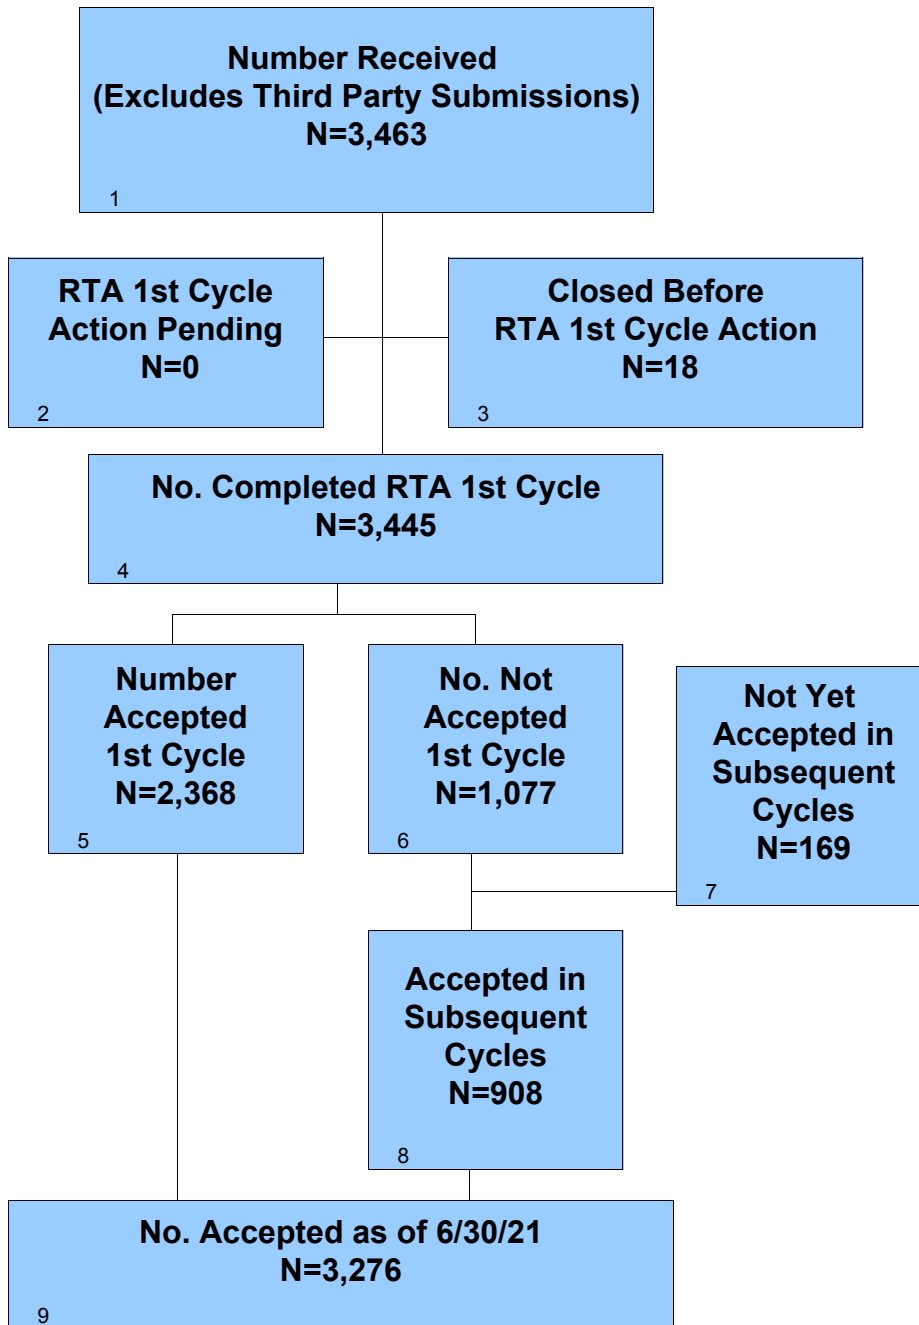 Number Received
(Excludes Third Party Submissions)
N=3,463
1
RTA 1st Cycle
Action Pending
N=0
2
Closed Before
RTA 1st Cycle Action
N=18
3
No. Completed RTA 1st Cycle
N=3,445
4
Number
Accepted
1st Cycle
N=2,368
5
No. Not
Accepted
1st Cycle
N=1,077
6
Not Yet
Accepted in
Subsequent
Cycles
N=169
7
Accepted in
Subsequent
Cycles
N=908
8
No. Accepted as of 6/30/21
N=3,276
9